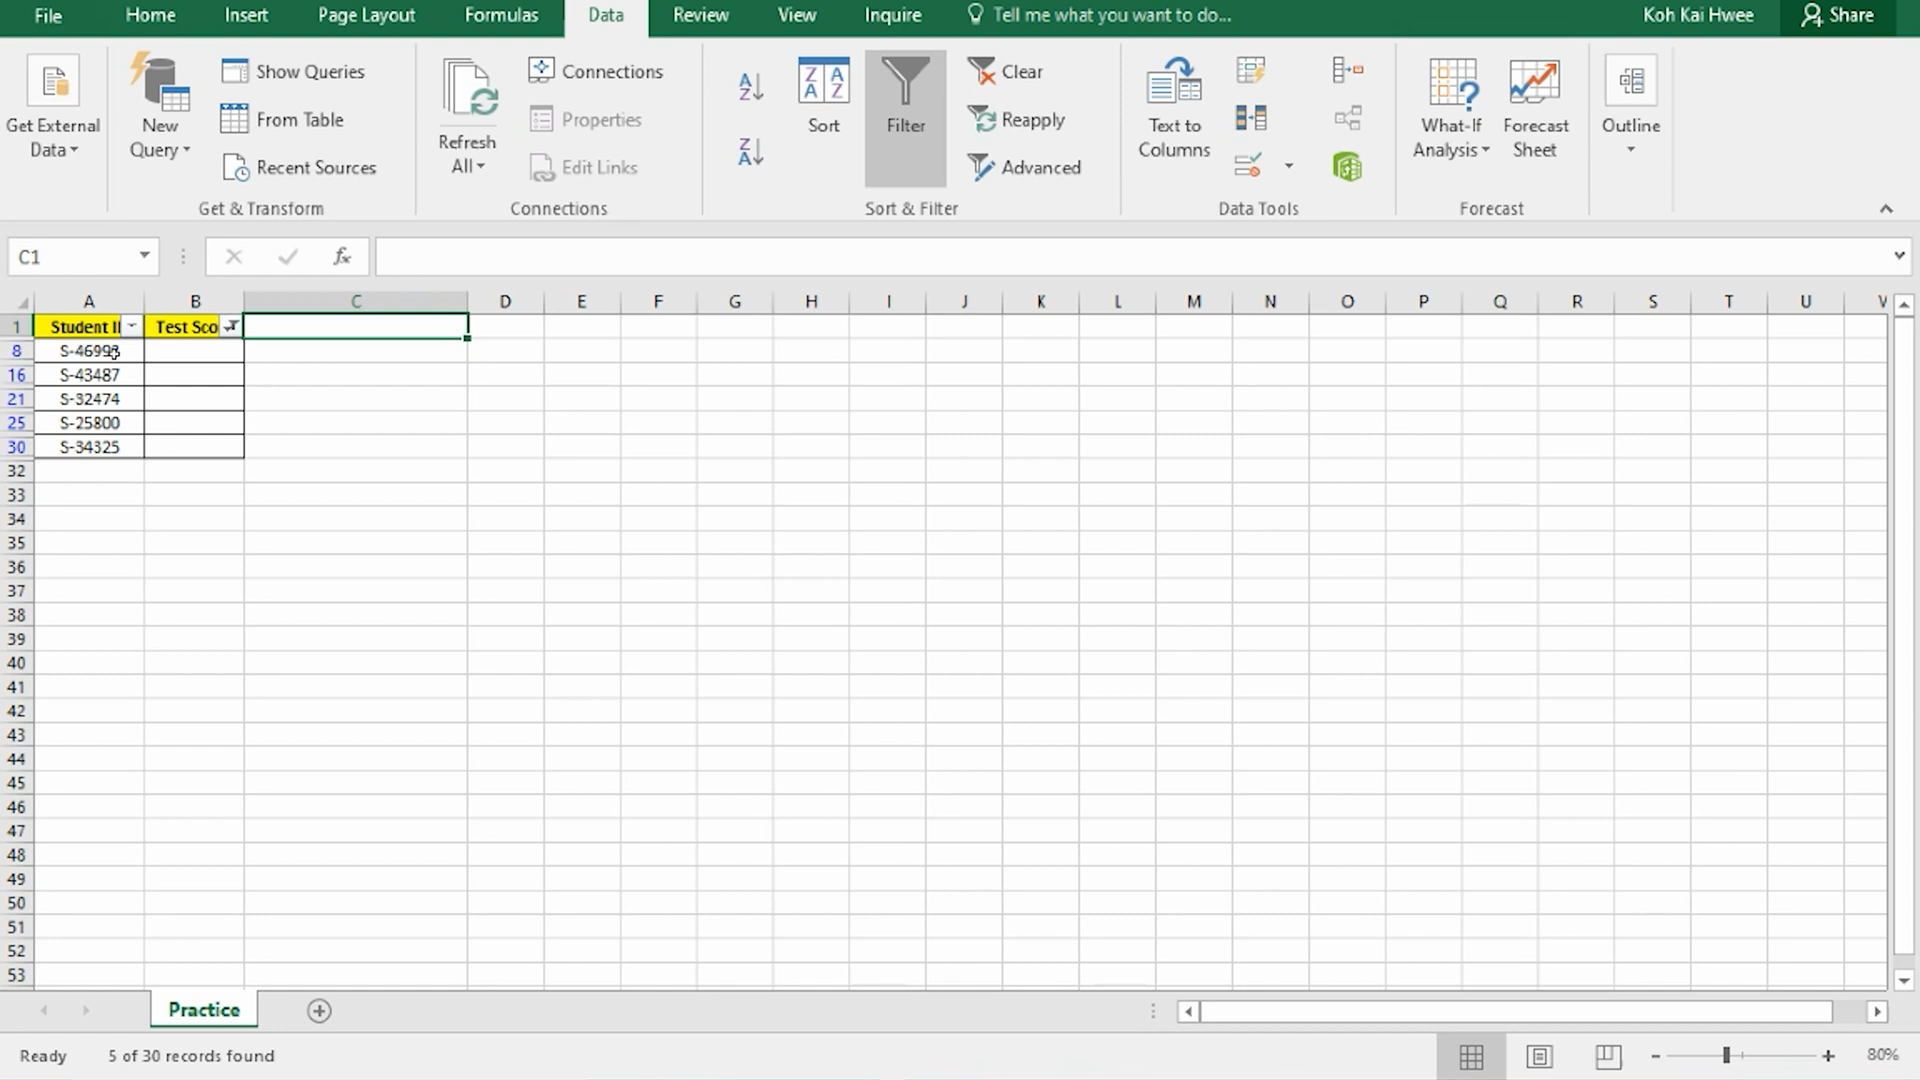 File Home Insert Page Layout Formulas Data Review View Inquire Tell me what you want to do... Koh Kai Hwee Share
Get External Data
New Query
Show Queries
From Table
Recent Sources
Get & Transform
Refresh All
Connections
Properties
Edit Links
Connections
Sort
Filter
Clear
Reapply
Advanced
Sort & Filter
Text to Columns
Data Tools
What-If Analysis
Forecast Sheet
Forecast
Outline
C1 fx
A B C D E F G H I J K L M N O P Q R S T U V
1 Student I Test Sco
8 S-46993
16 S-43487
21 S-32474
25 S-25800
30 S-34325
32
33
34
35
36
37
38
39
40
41
42
43
44
45
46
47
48
49
50
51
52
53
Practice
Ready 5 of 30 records found 80%